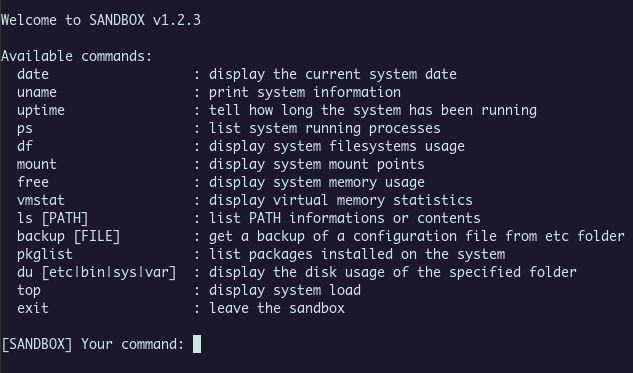 Welcome to SANDBOX v1.2.3
Available commands:
date : display the current system date
uname : print system information
uptime : tell how long the system has been running
ps : list system running processes
df : display system filesystems usage
mount : display system mount points
free : display system memory usage
vmstat : display virtual memory statistics
ls [PATH] : list PATH informations or contents
backup [FILE] : get a backup of a configuration file from etc folder
pkglist : list packages installed on the system
du [etc|bin|sys|var] : display the disk usage of the specified folder
top : display system load
exit : leave the sandbox
[SANDBOX] Your command: